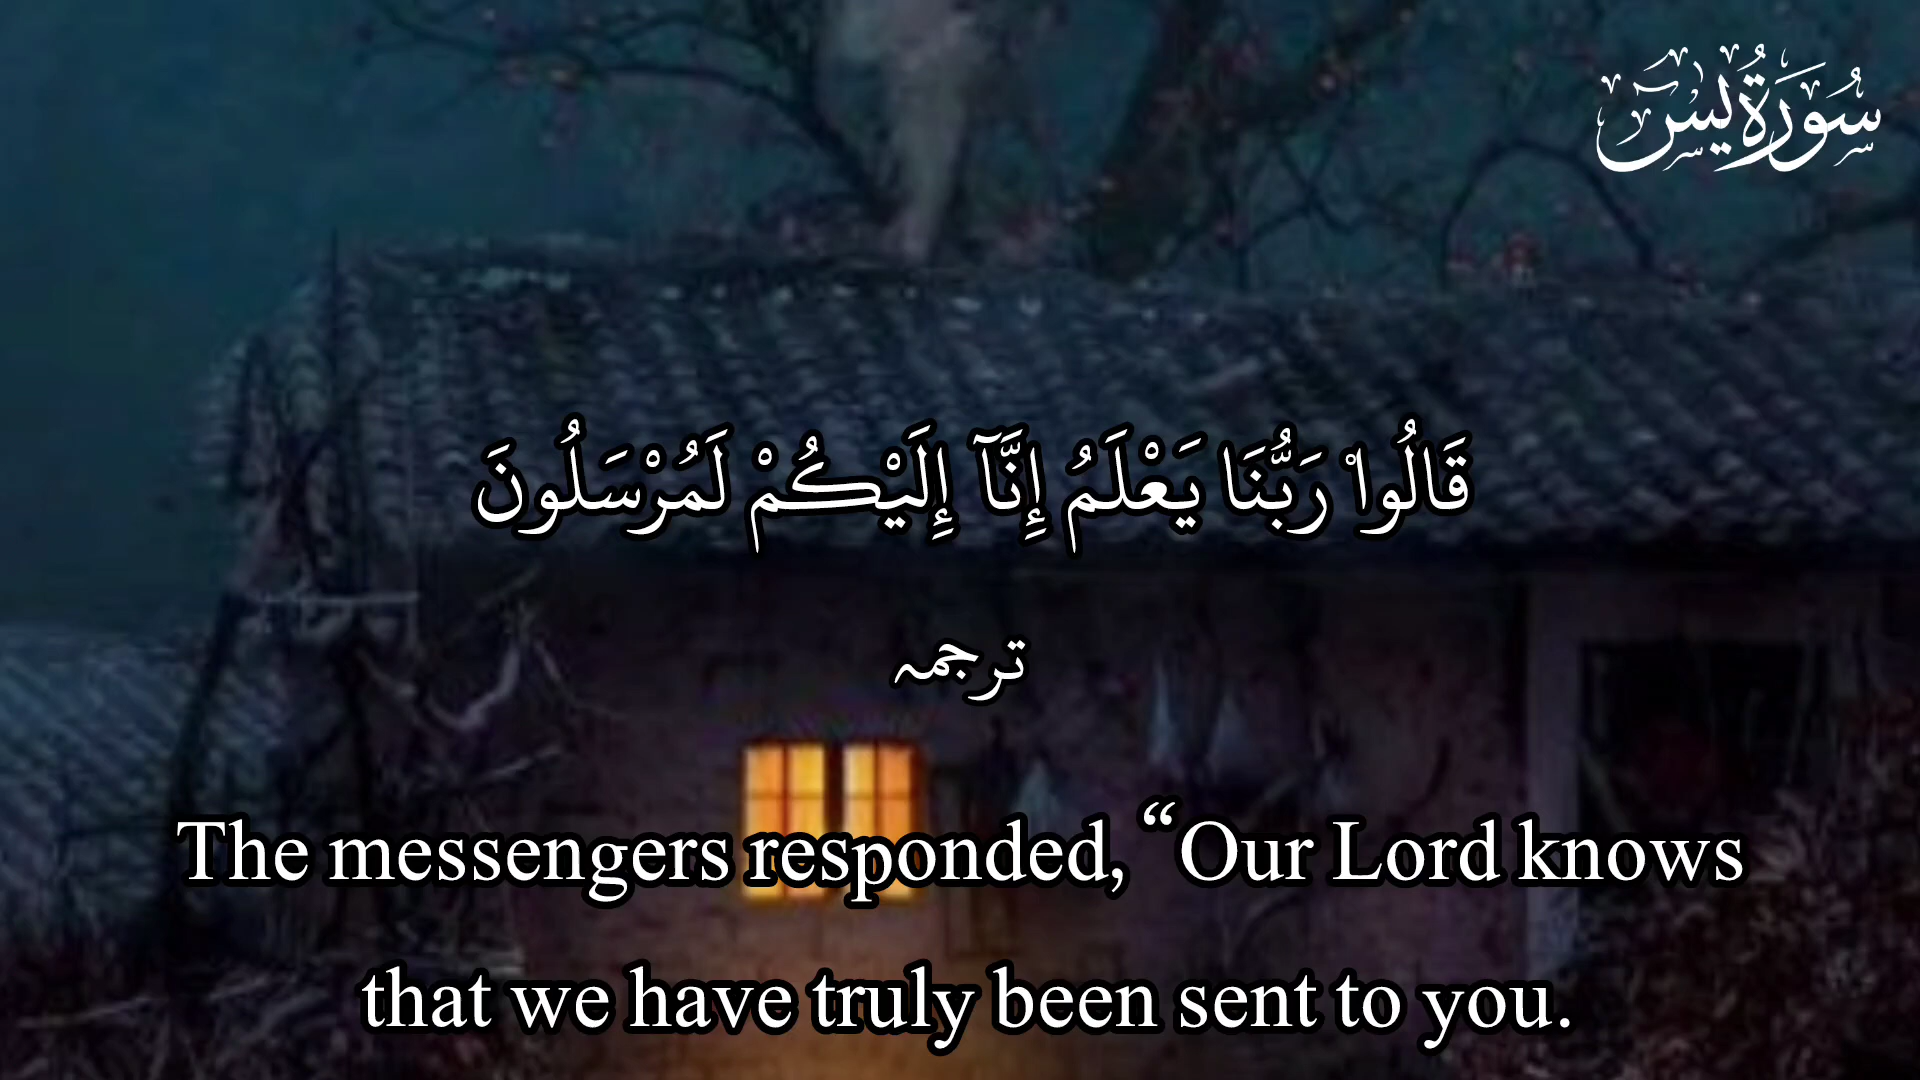 سُورَةُ يسٓ
قَالُوا۟ رَبُّنَا يَعْلَمُ إِنَّآ إِلَيْكُمْ لَمُرْسَلُونَ
ترجمہ
The messengers responded, “Our Lord knows
that we have truly been sent to you.